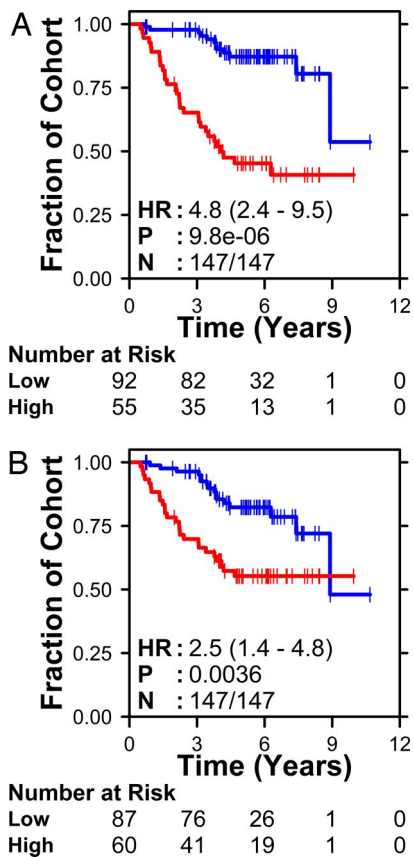 A
Fraction of Cohort
1.00
0.75
0.50
0.25
0.00
HR : 4.8 (2.4 - 9.5)
P : 9.8e-06
N : 147/147
0 3 6 9 12
Time (Years)
Number at Risk
Low 92 82 32 1 0
High 55 35 13 1 0
B
Fraction of Cohort
1.00
0.75
0.50
0.25
0.00
HR : 2.5 (1.4 - 4.8)
P : 0.0036
N : 147/147
0 3 6 9 12
Time (Years)
Number at Risk
Low 87 76 26 1 0
High 60 41 19 1 0